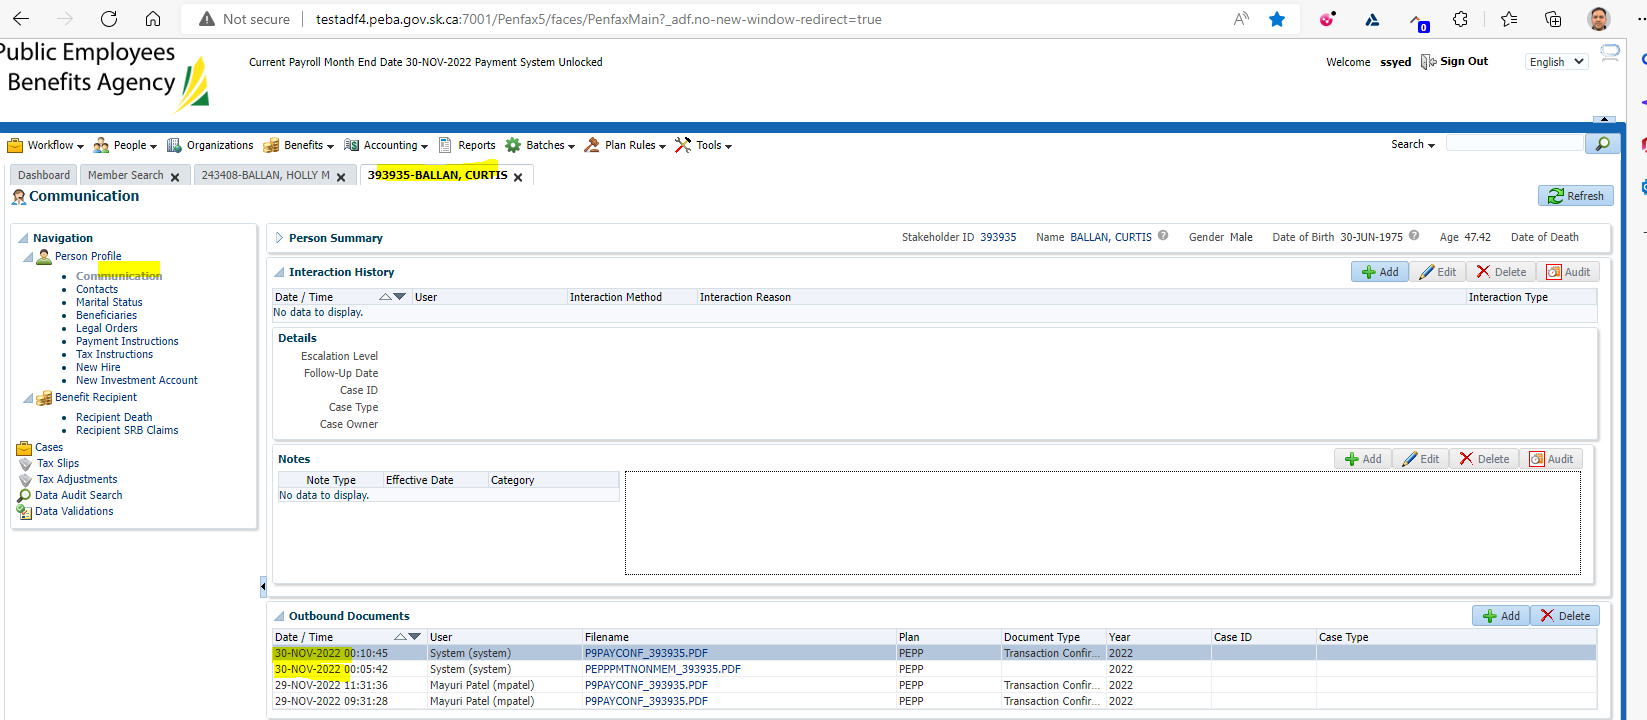 Not secure
testadf4.peba.gov.sk.ca:7001/Penfax5/faces/PenfaxMain?_adf.no-new-window-redirect=true
0
Public Employees
Benefits Agency
Current Payroll Month End Date 30-NOV-2022 Payment System Unlocked
Welcome ssyed Sign Out English
Workflow People Organizations Benefits Accounting Reports Batches Plan Rules Tools Search
Dashboard Member Search 243408-BALLAN, HOLLY M 393935-BALLAN, CURTIS
Communication Refresh
Navigation
Person Profile
Communication
Contacts
Marital Status
Beneficiaries
Legal Orders
Payment Instructions
Tax Instructions
New Hire
New Investment Account
Benefit Recipient
Recipient Death
Recipient SRB Claims
Cases
Tax Slips
Tax Adjustments
Data Audit Search
Data Validations
Person Summary Stakeholder ID 393935 Name BALLAN, CURTIS Gender Male Date of Birth 30-JUN-1975 Age 47.42 Date of Death
Interaction History Add Edit Delete Audit
Date / Time User Interaction Method Interaction Reason Interaction Type
No data to display.
Details
Escalation Level
Follow-Up Date
Case ID
Case Type
Case Owner
Notes Add Edit Delete Audit
Note Type Effective Date Category
No data to display.
Outbound Documents Add Delete
Date / Time User Filename Plan Document Type Year Case ID Case Type
30-NOV-2022 00:10:45 System (system) P9PAYCONF_393935.PDF PEPP Transaction Confir... 2022
30-NOV-2022 00:05:42 System (system) PEPPPMTNONMEM_393935.PDF PEPP 2022
29-NOV-2022 11:31:36 Mayuri Patel (mpatel) P9PAYCONF_393935.PDF PEPP Transaction Confir... 2022
29-NOV-2022 09:31:28 Mayuri Patel (mpatel) P9PAYCONF_393935.PDF PEPP Transaction Confir... 2022